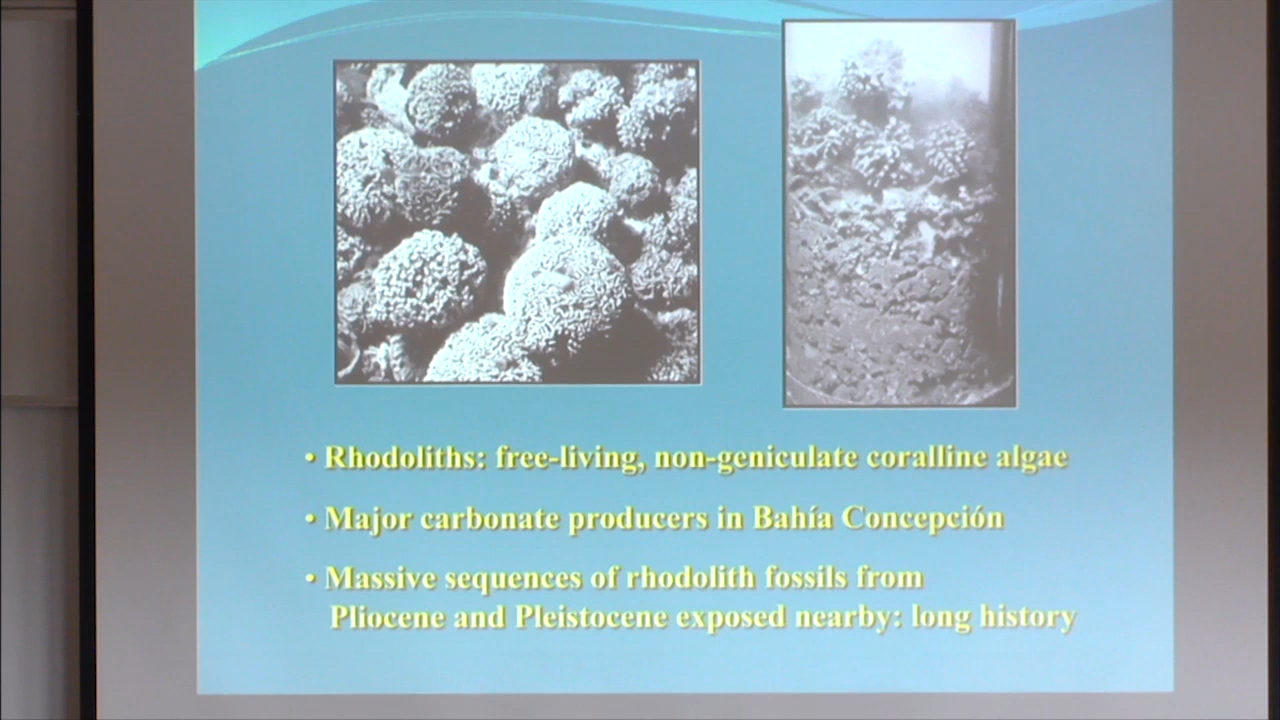 • Rhodoliths: free-living, non-geniculate coralline algae
• Major carbonate producers in Bahía Concepción
• Massive sequences of rhodolith fossils from
Pliocene and Pleistocene exposed nearby: long history